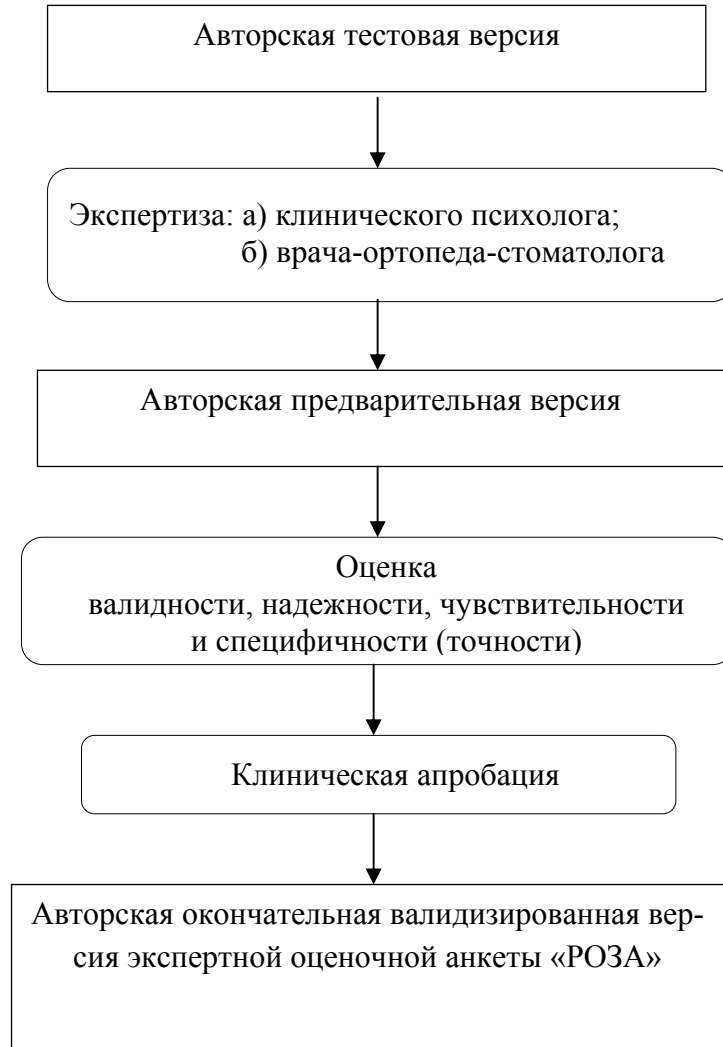 Авторская тестовая версия
Экспертиза: а) клинического психолога;
б) врача-ортопеда-стоматолога
Авторская предварительная версия
Оценка
валидности, надежности, чувствительности
и специфичности (точности)
Клиническая апробация
Авторская окончательная валидизированная вер-
сия экспертной оценочной анкеты «РОЗА»